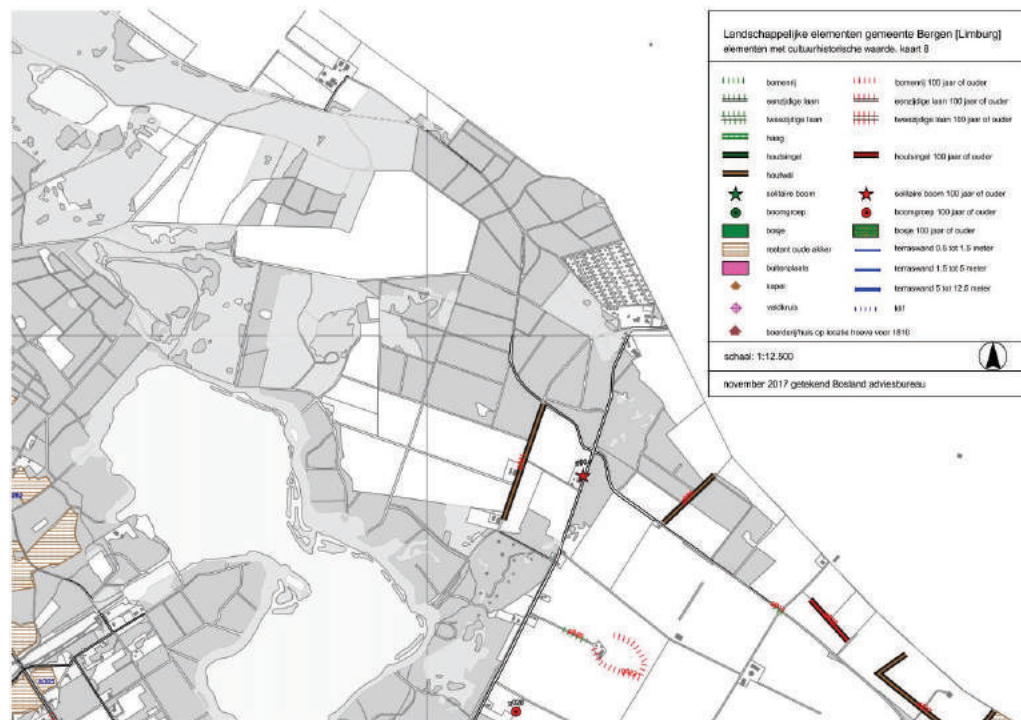 Landschappelijke elementen gemeente Bergen [Limburg]
elementen met cultuurhistorische waarde, kaart 8
bomenrij
bomenrij 100 jaar of ouder
eenzijdige laan
eenzijdige laan 100 jaar of ouder
tweezijdige laan
tweezijdige laan 100 jaar of ouder
haag
houtsingel
houtsingel 100 jaar of ouder
houtwal
solitaire boom
solitaire boom 100 jaar of ouder
boomgroep
boomgroep 100 jaar of ouder
bosje
bosje 100 jaar of ouder
restant oude akker
terraswand 0.5 tot 1.5 meter
buitenplaats
terraswand 1.5 tot 5 meter
kapel
terraswand 5 tot 12.5 meter
veldkruis
klif
boerderij/huis op locatie hoeve voor 1810
schaal: 1:12.500
november 2017 getekend Bosland adviesbureau